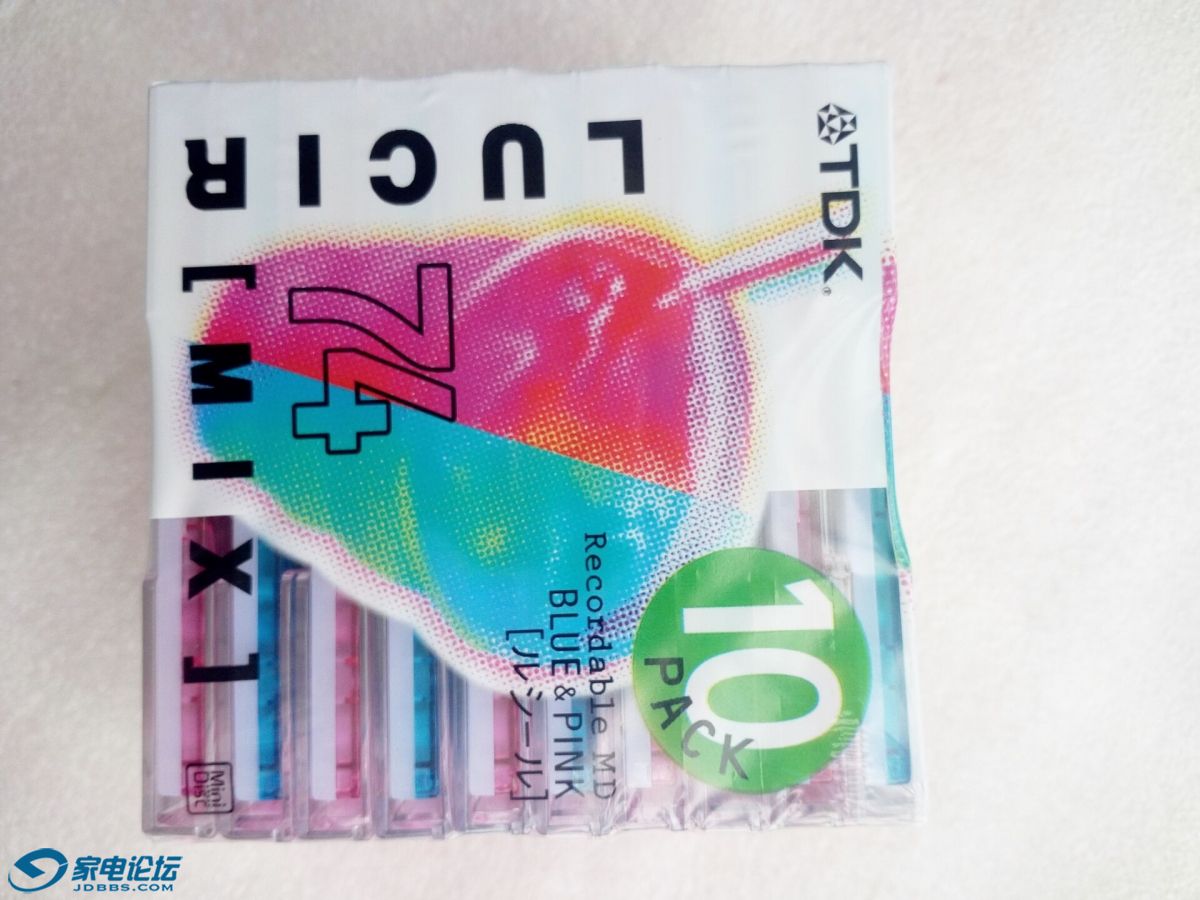 TDK®
LUCIR
[MIX]
74+
Recordable MD
BLUE & PINK
[ルシール]
10
PACK
Mini
Disc
家电论坛
JDBBS.COM